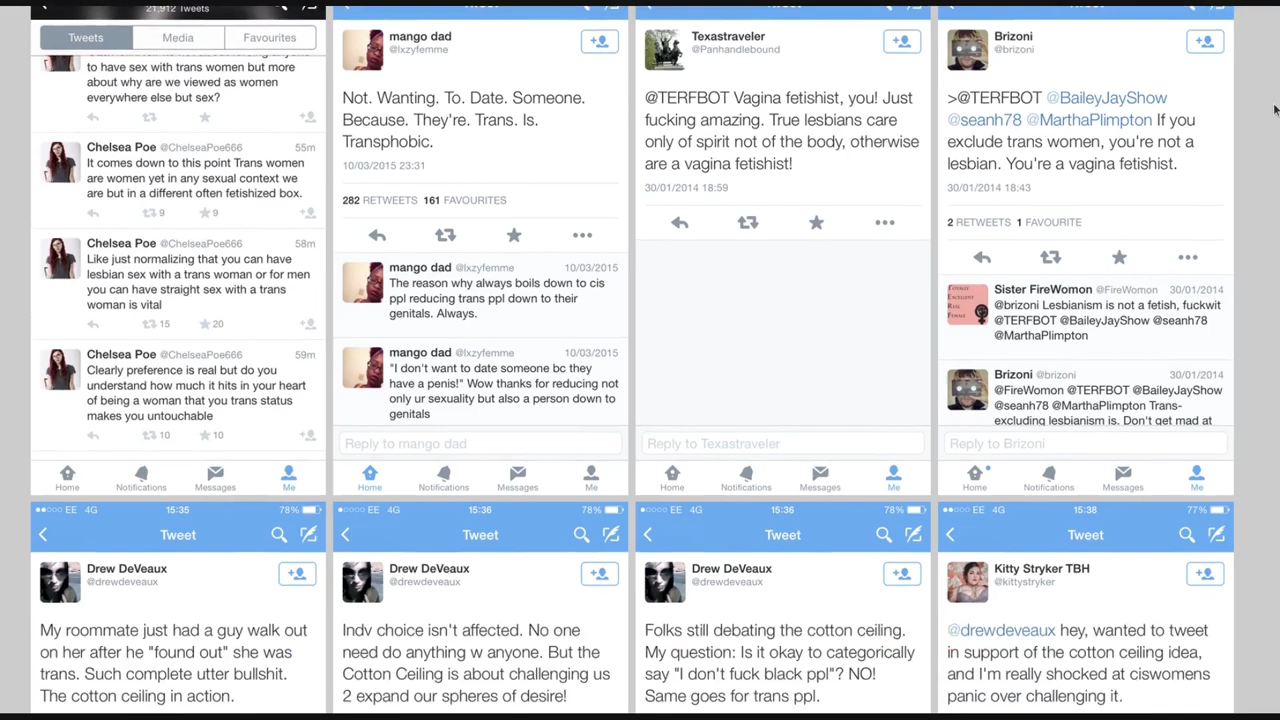 21,912 Tweets
Tweets
Media
Favourites
to have sex with trans women but more
about why are we viewed as women
everywhere else but sex?
Chelsea Poe @ChelseaPoe666 55m
It comes down to this point Trans women
are women yet in any sexual context we
are but in a different often fetishized box.
9 9
Chelsea Poe @ChelseaPoe666 58m
Like just normalizing that you can have
lesbian sex with a trans woman or for men
you can have straight sex with a trans
woman is vital
15 20
Chelsea Poe @ChelseaPoe666 59m
Clearly preference is real but do you
understand how much it hits in your heart
of being a woman that you trans status
makes you untouchable
10 10
Home Notifications Messages Me
mango dad
@lxzyfemme
Not. Wanting. To. Date. Someone.
Because. They're. Trans. Is.
Transphobic.
10/03/2015 23:31
282 RETWEETS 161 FAVOURITES
mango dad @lxzyfemme 10/03/2015
The reason why always boils down to cis
ppl reducing trans ppl down to their
genitals. Always.
mango dad @lxzyfemme 10/03/2015
"I don't want to date someone bc they
have a penis!" Wow thanks for reducing not
only ur sexuality but also a person down to
genitals
Reply to mango dad
Home Notifications Messages Me
Texastraveler
@Panhandlebound
@TERFBOT Vagina fetishist, you! Just
fucking amazing. True lesbians care
only of spirit not of the body, otherwise
are a vagina fetishist!
30/01/2014 18:59
Reply to Texastraveler
Home Notifications Messages Me
Brizoni
@brizoni
>@TERFBOT @BaileyJayShow
@seanh78 @MarthaPlimpton If you
exclude trans women, you're not a
lesbian. You're a vagina fetishist.
30/01/2014 18:43
2 RETWEETS 1 FAVOURITE
Sister FireWomon @FireWomon 30/01/2014
@brizoni Lesbianism is not a fetish, fuckwit
@TERFBOT @BaileyJayShow @seanh78
@MarthaPlimpton
Brizoni @brizoni 30/01/2014
@FireWomon @TERFBOT @BaileyJayShow
@seanh78 @MarthaPlimpton Trans-
excluding lesbianism is. Don't get mad at
Reply to Brizoni
Home Notifications Messages Me
EE 4G 15:35 78%
Tweet
Drew DeVeaux
@drewdeveaux
My roommate just had a guy walk out
on her after he "found out" she was
trans. Such complete utter bullshit.
The cotton ceiling in action.
EE 4G 15:36 78%
Tweet
Drew DeVeaux
@drewdeveaux
Indv choice isn't affected. No one
need do anything w anyone. But the
Cotton Ceiling is about challenging us
2 expand our spheres of desire!
EE 4G 15:36 78%
Tweet
Drew DeVeaux
@drewdeveaux
Folks still debating the cotton ceiling.
My question: Is it okay to categorically
say "I don't fuck black ppl"? NO!
Same goes for trans ppl.
EE 4G 15:38 77%
Tweet
Kitty Stryker TBH
@kittystryker
@drewdeveaux hey, wanted to tweet
in support of the cotton ceiling idea,
and I'm really shocked at ciswomens
panic over challenging it.